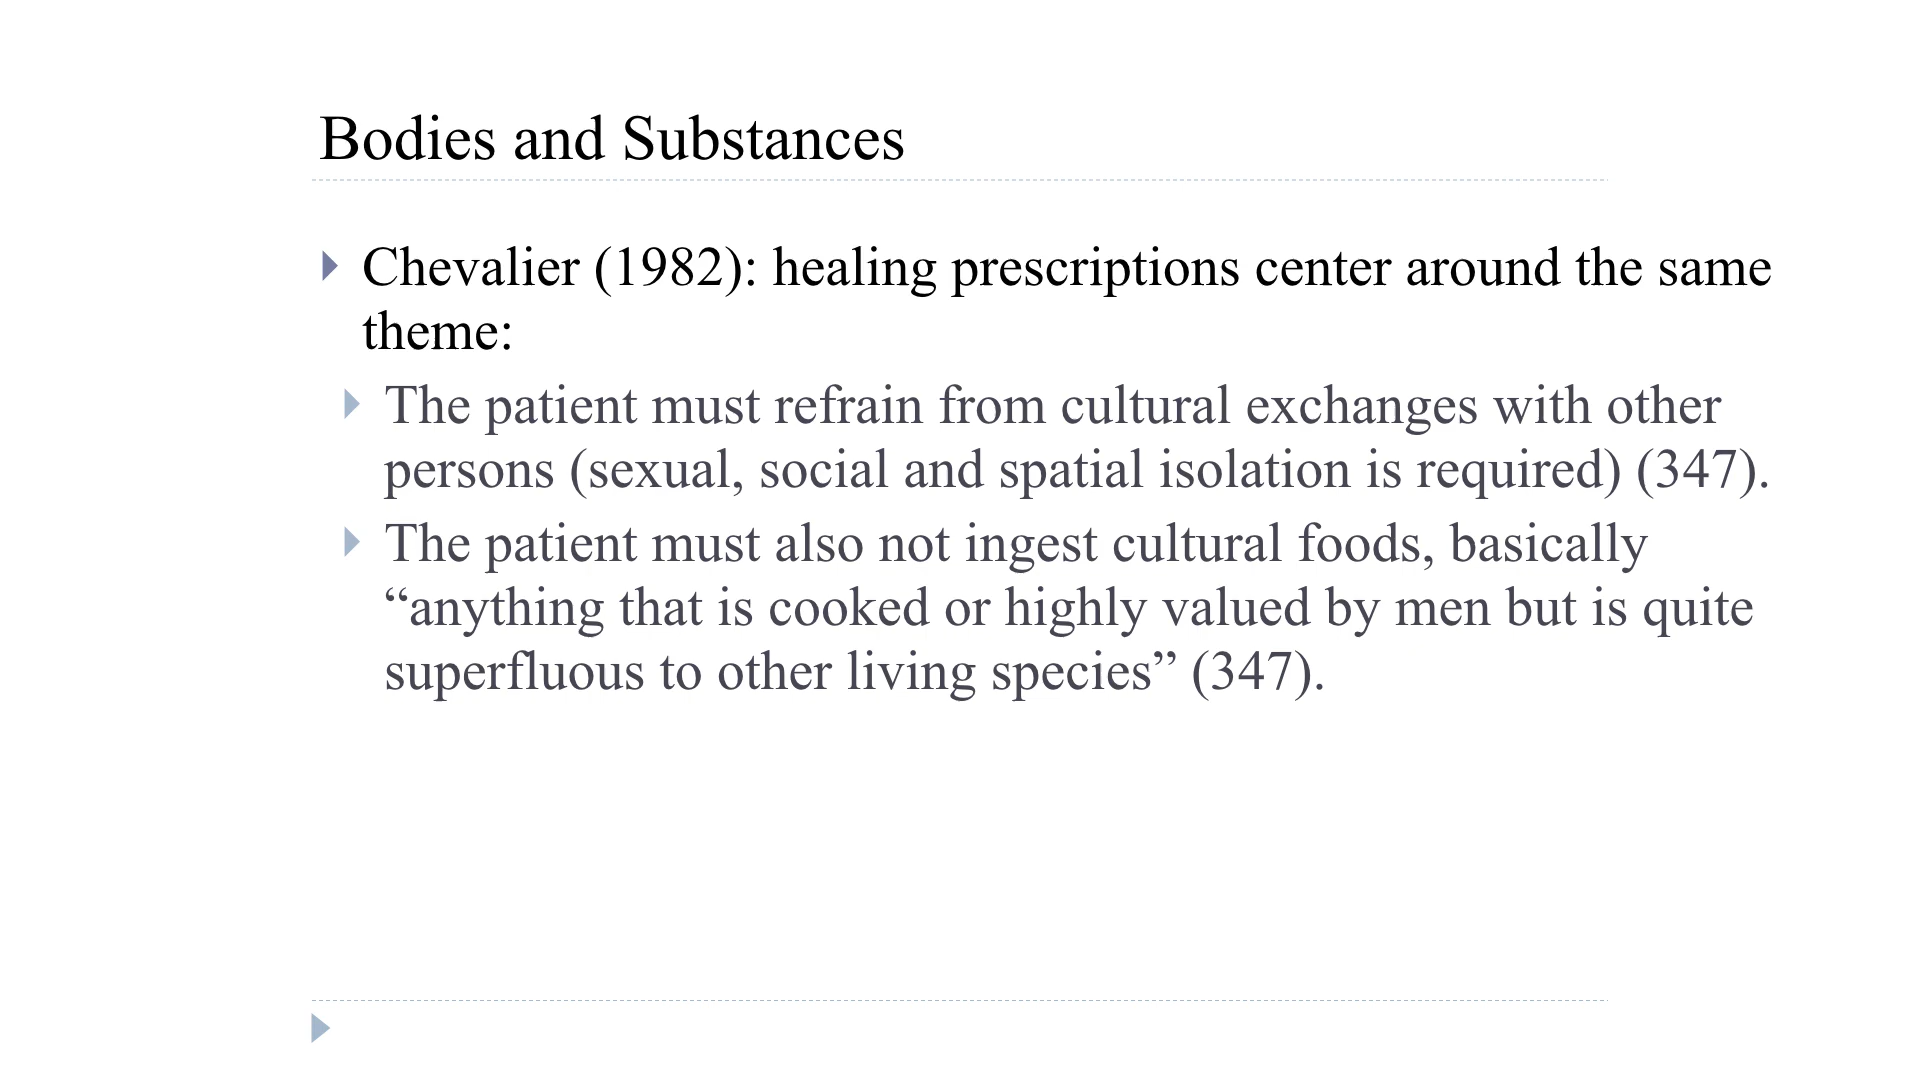 Bodies and Substances
Chevalier (1982): healing prescriptions center around the same
theme:
The patient must refrain from cultural exchanges with other
persons (sexual, social and spatial isolation is required) (347).
The patient must also not ingest cultural foods, basically
“anything that is cooked or highly valued by men but is quite
superfluous to other living species” (347).